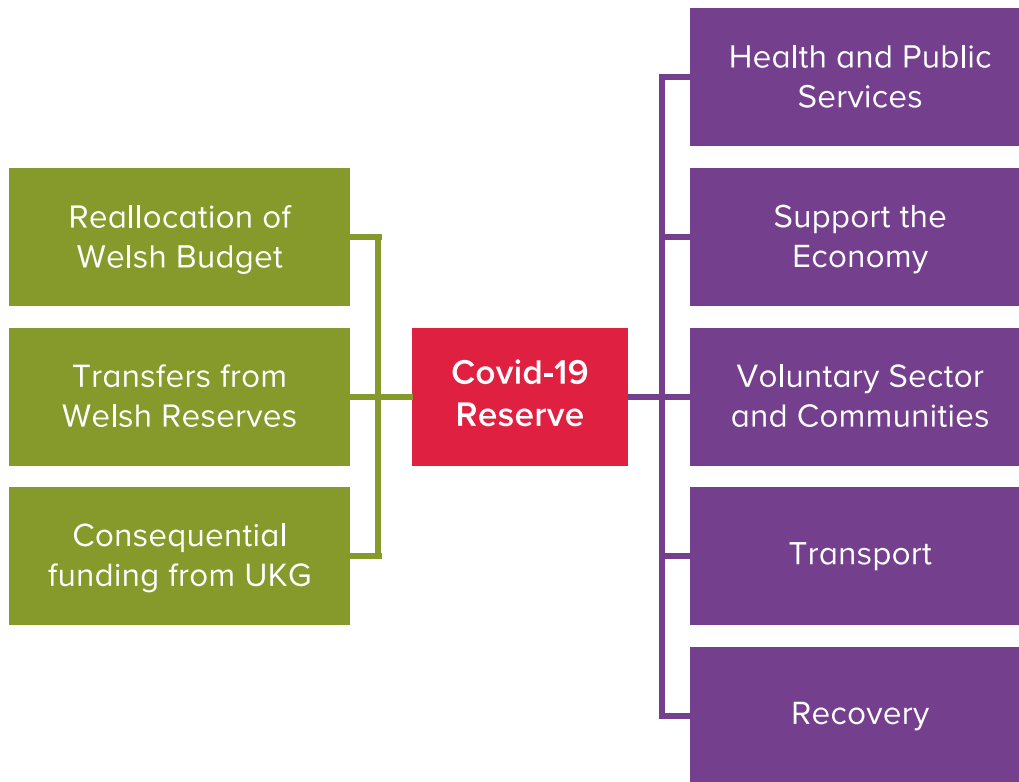 Reallocation of
Welsh Budget
Transfers from
Welsh Reserves
Consequential
funding from UKG
Covid-19
Reserve
Health and Public
Services
Support the
Economy
Voluntary Sector
and Communities
Transport
Recovery